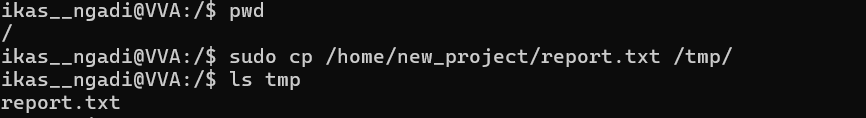 ikas__ngadi@VVA:/$ pwd
/
ikas__ngadi@VVA:/$ sudo cp /home/new_project/report.txt /tmp/
ikas__ngadi@VVA:/$ ls tmp
report.txt